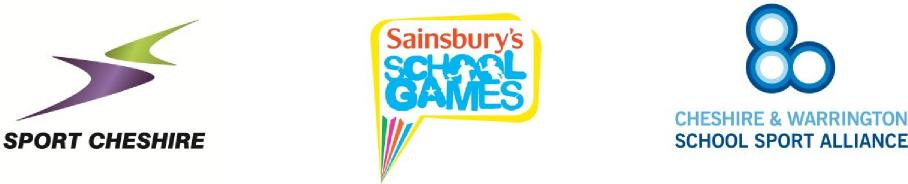 SPORT CHESHIRE
Sainsbury's
SCHOOL
GAMES
CHESHIRE & WARRINGTON
SCHOOL SPORT ALLIANCE